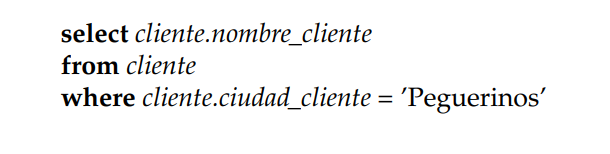 select cliente.nombre_cliente
from cliente
where cliente.ciudad_cliente = ’Peguerinos’